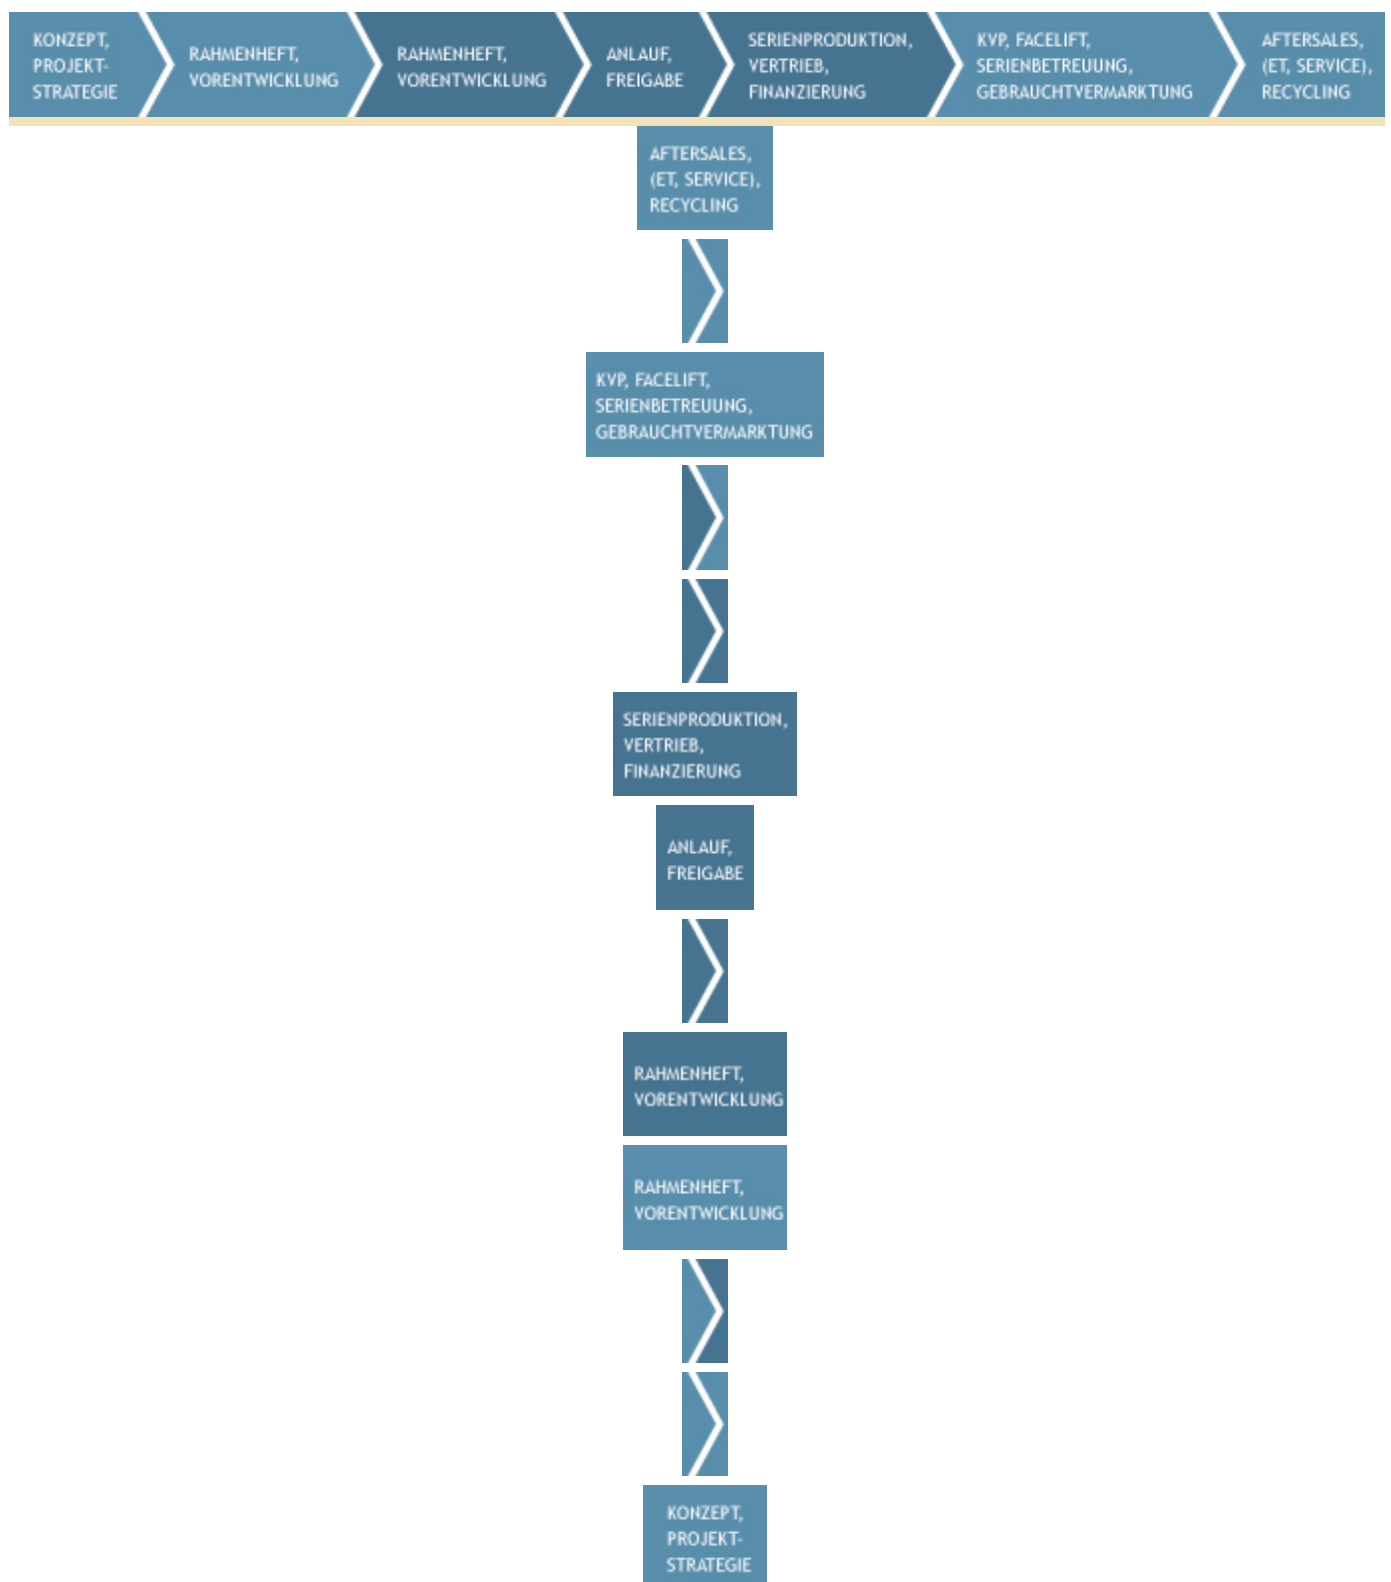 KONZEPT,
PROJEKT-
STRATEGIE
RAHMENHEFT,
VORENTWICKLUNG
RAHMENHEFT,
VORENTWICKLUNG
ANLAUF,
FREIGABE
SERIENPRODUKTION,
VERTRIEB,
FINANZIERUNG
KVP, FACELIFT,
SERIENBETREUUNG,
GEBRAUCHTVERMARKTUNG
AFTERSALES,
(ET, SERVICE),
RECYCLING
AFTERSALES,
(ET, SERVICE),
RECYCLING
KVP, FACELIFT,
SERIENBETREUUNG,
GEBRAUCHTVERMARKTUNG
SERIENPRODUKTION,
VERTRIEB,
FINANZIERUNG
ANLAUF,
FREIGABE
RAHMENHEFT,
VORENTWICKLUNG
RAHMENHEFT,
VORENTWICKLUNG
KONZEPT,
PROJEKT-
STRATEGIE